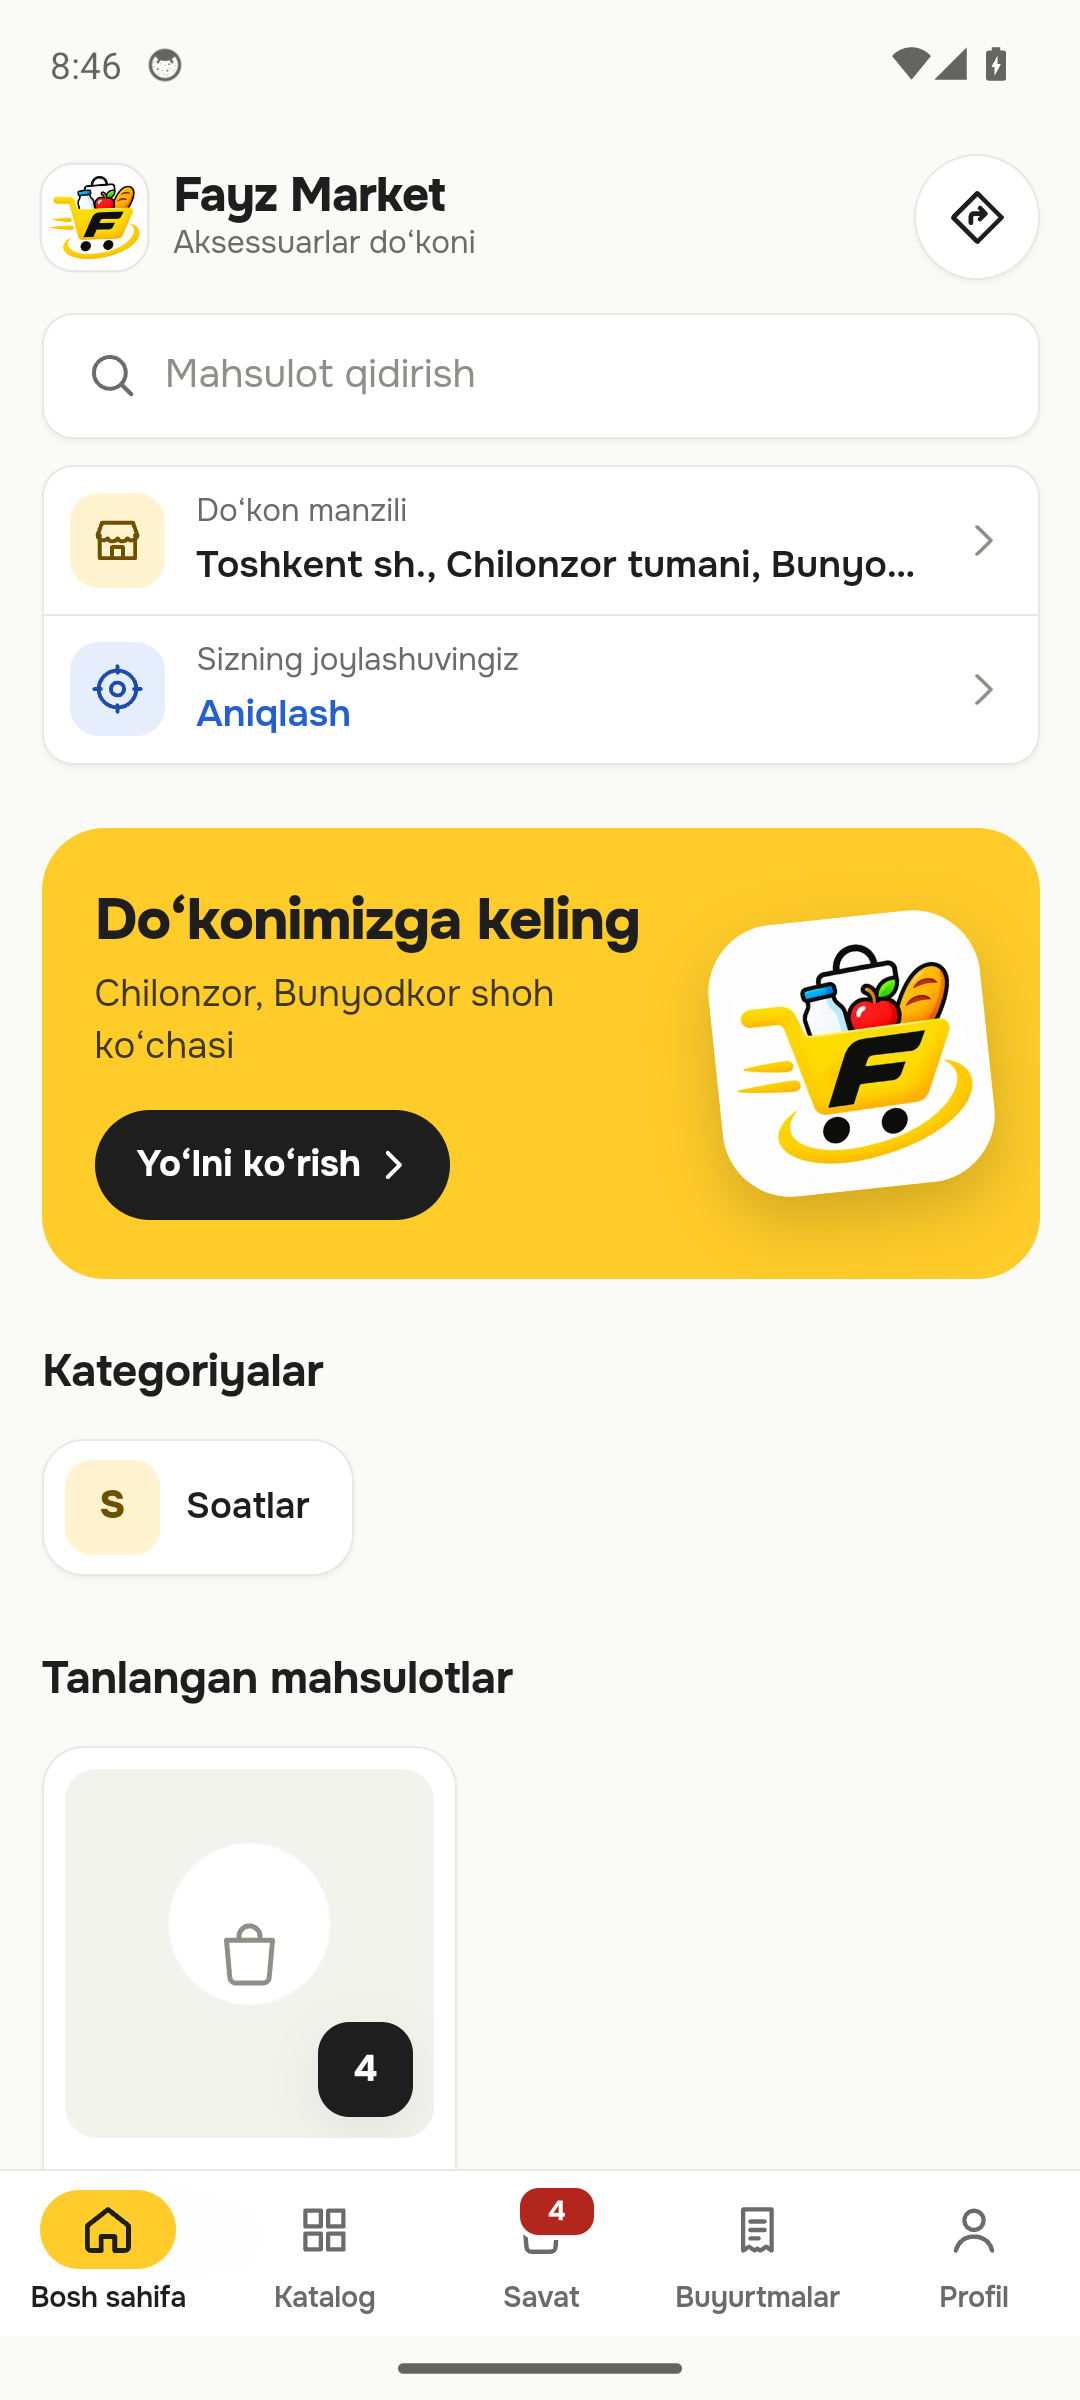 8:46
Fayz Market
Aksessuarlar do‘koni
Mahsulot qidirish
Do‘kon manzili
Toshkent sh., Chilonzor tumani, Bunyo...
Sizning joylashuvingiz
Aniqlash
Do‘konimizga keling
Chilonzor, Bunyodkor shoh
ko‘chasi
F
Yo‘lni ko‘rish
Kategoriyalar
S
Soatlar
Tanlangan mahsulotlar
4
4
Bosh sahifa
Katalog
Savat
Buyurtmalar
Profil